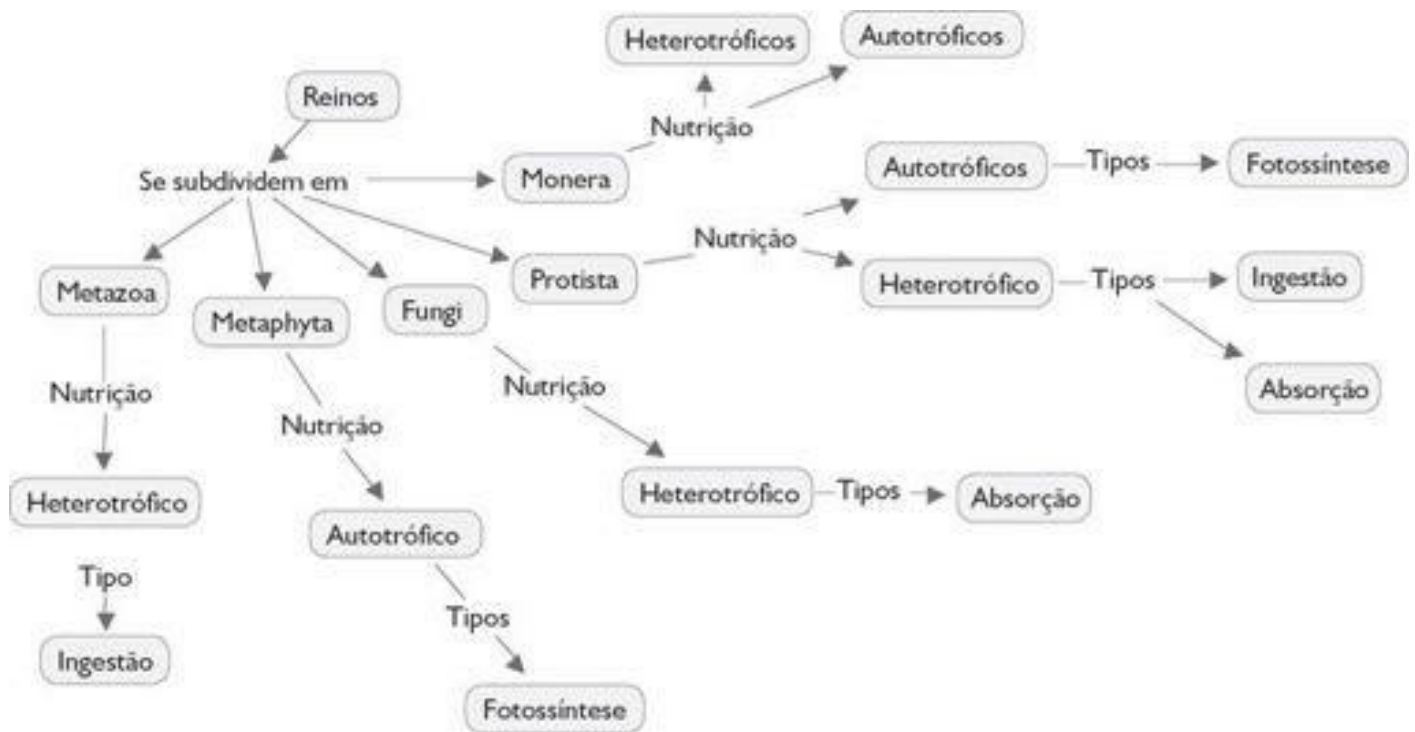 Heterotróficos
Autotróficos
Reinos
Nutrição
Se subdividem em
Monera
Autotróficos
Tipos
Fotossíntese
Nutrição
Protista
Heterotrófico
Tipos
Ingestão
Metazoa
Metaphyta
Fungi
Absorção
Nutrição
Nutrição
Nutrição
Heterotrófico
Heterotrófico
Tipos
Absorção
Autotrófico
Tipo
Tipos
Ingestão
Fotossíntese